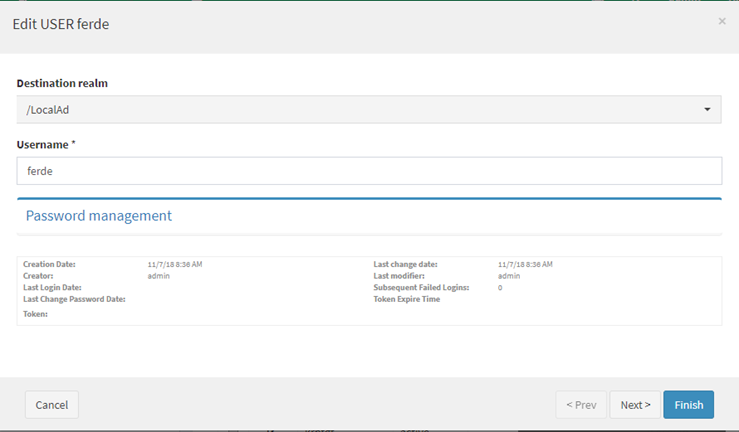 Edit USER ferde
×
Destination realm
/LocalAd
Username *
ferde
Password management
Creation Date: 11/7/18 8:36 AM Last change date: 11/7/18 8:36 AM
Creator: admin Last modifier: admin
Last Login Date: Subsequent Failed Logins: 0
Last Change Password Date: Token Expire Time
Token:
Cancel < Prev Next > Finish